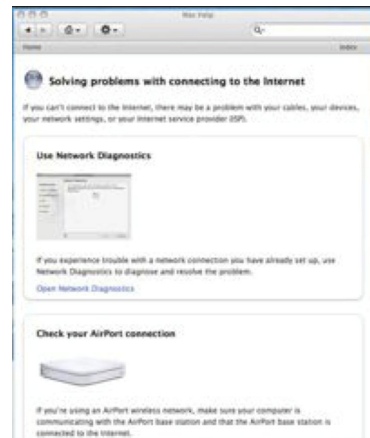 Mac Help
Home Index
Solving problems with connecting to the Internet
If you can't connect to the Internet, there may be a problem with your cables, your devices,
your network settings, or your Internet service provider (ISP).
Use Network Diagnostics
If you experience trouble with a network connection you have already set up, use
Network Diagnostics to diagnose and resolve the problem.
Open Network Diagnostics
Check your AirPort connection
If you're using an AirPort wireless network, make sure your computer is
communicating with the AirPort base station and that the AirPort base station is
connected to the Internet.